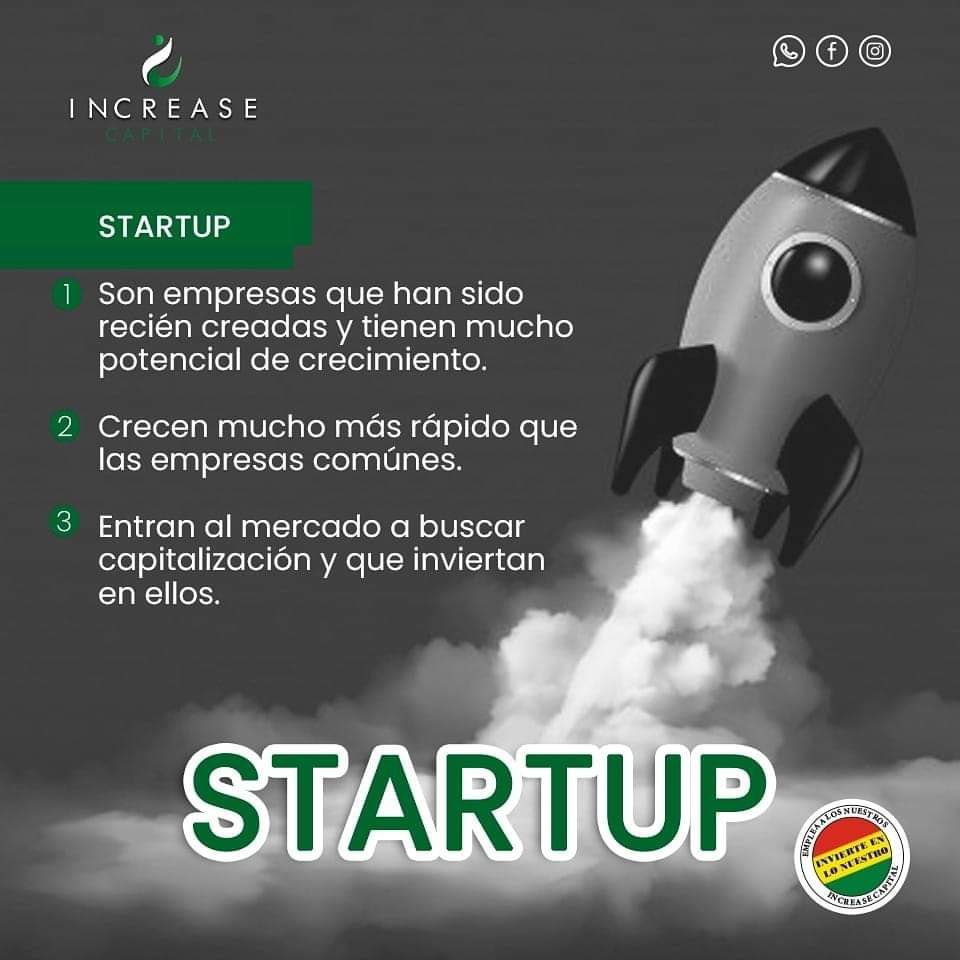 INCREASE
CAPITAL
STARTUP
1 Son empresas que han sido
recién creadas y tienen mucho
potencial de crecimiento.
2 Crecen mucho más rápido que
las empresas comúnes.
3 Entran al mercado a buscar
capitalización y que inviertan
en ellos.
STARTUP
EMPLEA A LOS NUESTROS
INVIERTE EN
LO NUESTRO
INCREASE CAPITAL